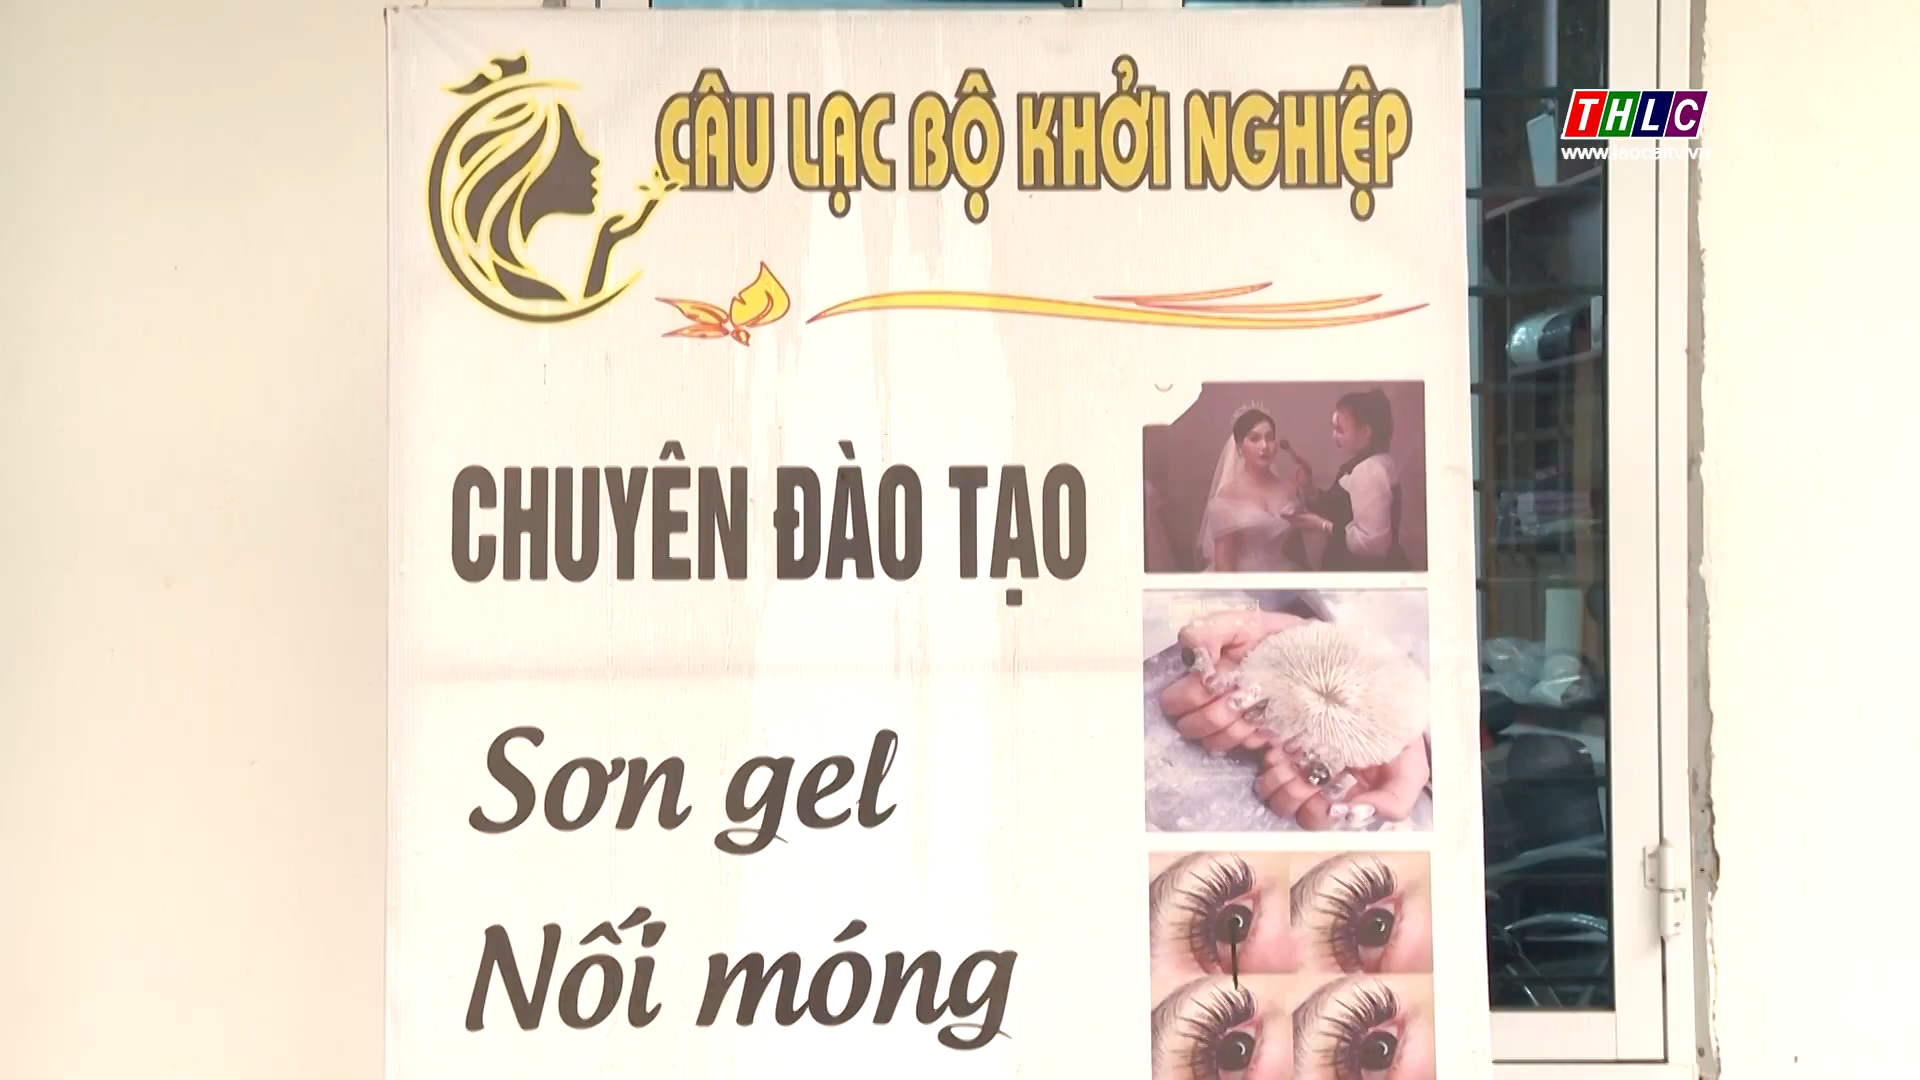 CÂU LẠC BỘ KHỞI NGHIỆP
THLC
www.laocaitv.vn
CHUYÊN ĐÀO TẠO
Sơn gel
Nối móng